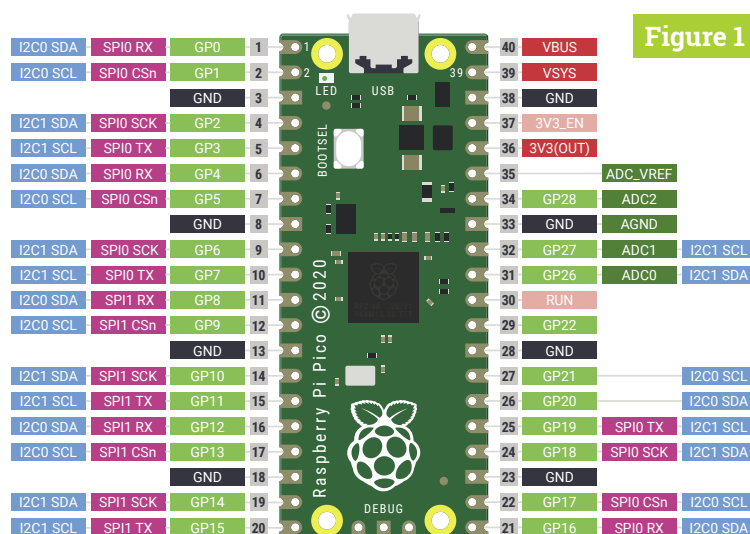 Figure 1
I2C0 SDA SPI0 RX GP0 1 1 40 VBUS
I2C0 SCL SPI0 CSn GP1 2 2 39 39 VSYS
LED USB
GND 3 38 GND
I2C1 SDA SPI0 SCK GP2 4 37 3V3_EN
I2C1 SCL SPI0 TX GP3 5 36 3V3(OUT)
BOOTSEL
I2C0 SDA SPI0 RX GP4 6 35 ADC_VREF
I2C0 SCL SPI0 CSn GP5 7 34 GP28 ADC2
GND 8 33 GND AGND
I2C1 SDA SPI0 SCK GP6 9 32 GP27 ADC1 I2C1 SCL
I2C1 SCL SPI0 TX GP7 10 31 GP26 ADC0 I2C1 SDA
I2C0 SDA SPI1 RX GP8 11 30 RUN
I2C0 SCL SPI1 CSn GP9 12 29 GP22
GND 13 28 GND
I2C1 SDA SPI1 SCK GP10 14 27 GP21 I2C0 SCL
I2C1 SCL SPI1 TX GP11 15 26 GP20 I2C0 SDA
I2C0 SDA SPI1 RX GP12 16 25 GP19 SPI0 TX I2C1 SCL
I2C0 SCL SPI1 CSn GP13 17 24 GP18 SPI0 SCK I2C1 SDA
GND 18 23 GND
Raspberry Pi Pico ©2020
I2C1 SDA SPI1 SCK GP14 19 22 GP17 SPI0 CSn I2C0 SCL
DEBUG
I2C1 SCL SPI1 TX GP15 20 21 GP16 SPI0 RX I2C0 SDA